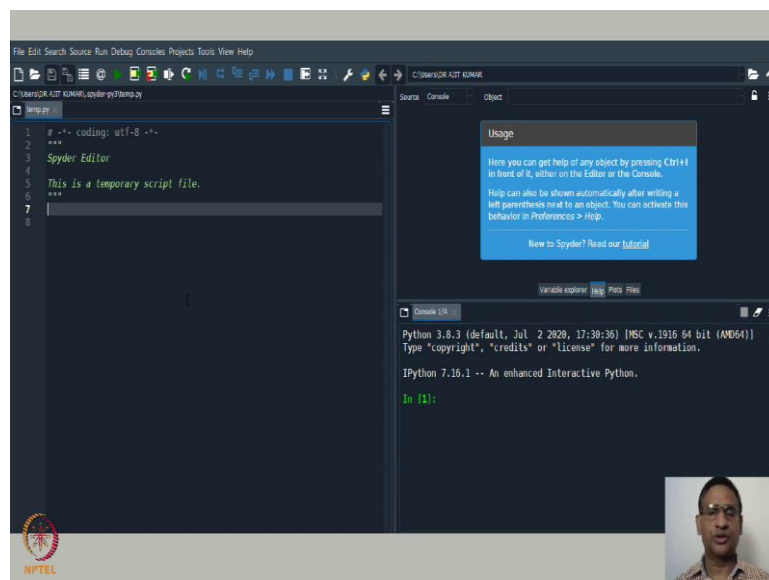 File Edit Search Source Run Debug Consoles Projects Tools View Help
C:\Users\DR AJIT KUMAR
C:\Users\DR AJIT KUMAR\.spyder-py3\temp.py
temp.py
1 # -*- coding: utf-8 -*-
2 """
3 Spyder Editor
4
5 This is a temporary script file.
6 """
7
8
Source Console Object
Usage
Here you can get help of any object by pressing Ctrl+I
in front of it, either on the Editor or the Console.
Help can also be shown automatically after writing a
left parenthesis next to an object. You can activate this
behavior in Preferences > Help.
New to Spyder? Read our tutorial
Variable explorer Help Plots Files
Console 1/A
Python 3.8.3 (default, Jul 2 2020, 17:30:36) [MSC v.1916 64 bit (AMD64)]
Type "copyright", "credits" or "license" for more information.
IPython 7.16.1 -- An enhanced Interactive Python.
In [1]:
NPTEL